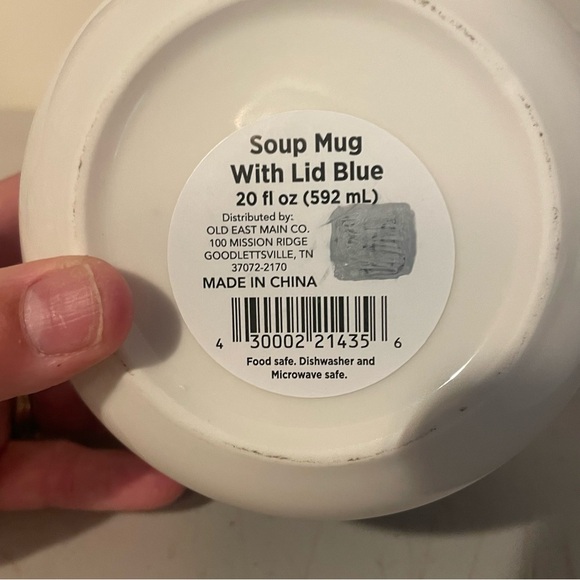 Soup Mug
With Lid Blue
20 fl oz (592 mL)
Distributed by:
OLD EAST MAIN CO.
100 MISSION RIDGE
GOODLETTSVILLE, TN
37072-2170
MADE IN CHINA
4 30002 21435 6
Food safe. Dishwasher and
Microwave safe.